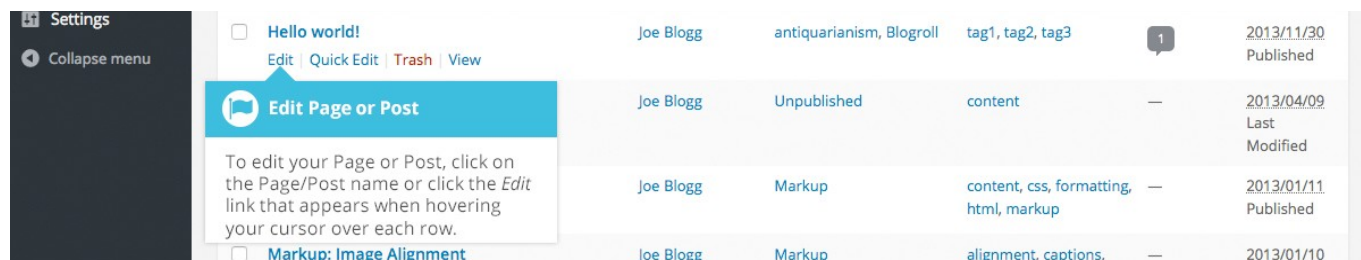 Settings
Collapse menu
Hello world! Joe Blogg antiquarianism, Blogroll tag1, tag2, tag3 1 2013/11/30
Edit | Quick Edit | Trash | View Published
Edit Page or Post
Joe Blogg Unpublished content — 2013/04/09
Last
Modified
To edit your Page or Post, click on
the Page/Post name or click the Edit
link that appears when hovering
your cursor over each row.
Joe Blogg Markup content, css, formatting, — 2013/01/11
html, markup Published
Markup: Image Alignment Joe Blogg Markup alignment, captions, — 2013/01/10